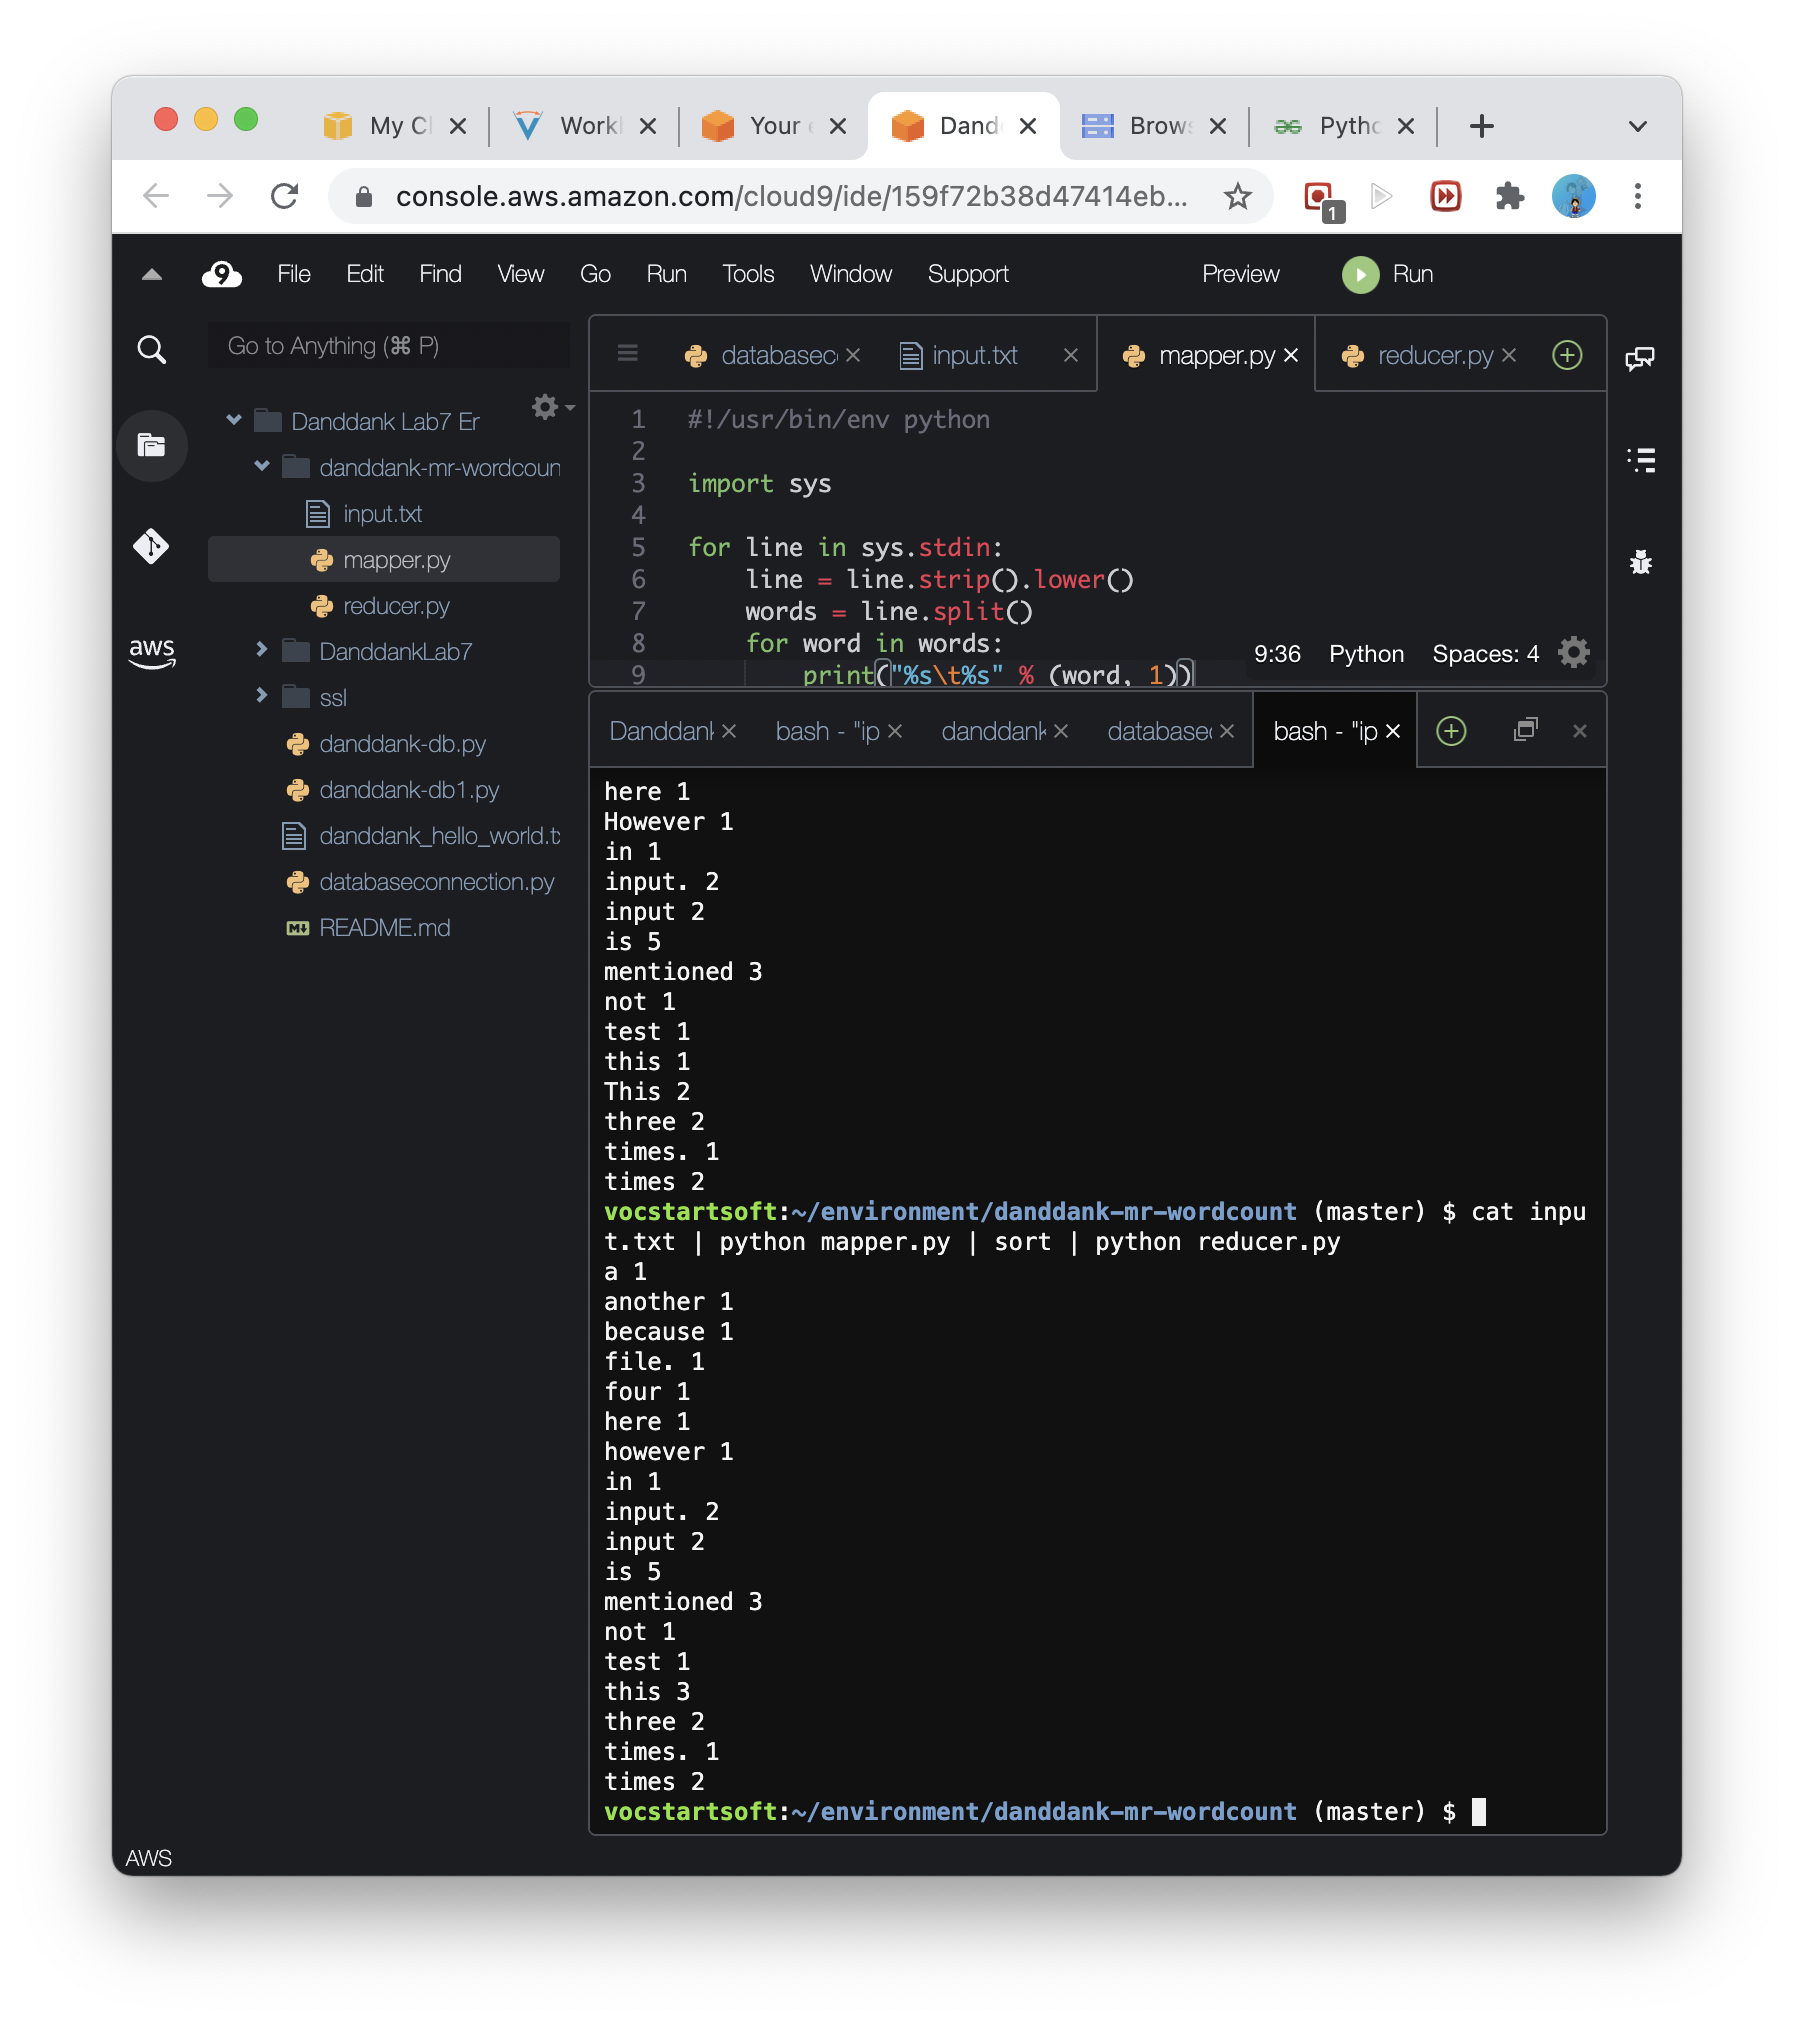 My Cl
Workl
Your e
Dand
Brows
Pytho
console.aws.amazon.com/cloud9/ide/159f72b38d47414eb...
1
9
File Edit Find View Go Run Tools Window Support Preview Run
Go to Anything (⌘ P)
Danddank Lab7 Er
danddank-mr-wordcoun
input.txt
mapper.py
reducer.py
DanddankLab7
ssl
danddank-db.py
danddank-db1.py
danddank_hello_world.t
databaseconnection.py
README.md
aws
databasec input.txt mapper.py reducer.py
1 #!/usr/bin/env python
2
3 import sys
4
5 for line in sys.stdin:
6 line = line.strip().lower()
7 words = line.split()
8 for word in words:
9 print("%s\t%s" % (word, 1))
9:36 Python Spaces: 4
Danddank bash - "ip danddank database bash - "ip
here 1
However 1
in 1
input. 2
input 2
is 5
mentioned 3
not 1
test 1
this 1
This 2
three 2
times. 1
times 2
vocstartsoft:~/environment/danddank-mr-wordcount (master) $ cat inpu
t.txt | python mapper.py | sort | python reducer.py
a 1
another 1
because 1
file. 1
four 1
here 1
however 1
in 1
input. 2
input 2
is 5
mentioned 3
not 1
test 1
this 3
three 2
times. 1
times 2
vocstartsoft:~/environment/danddank-mr-wordcount (master) $
AWS